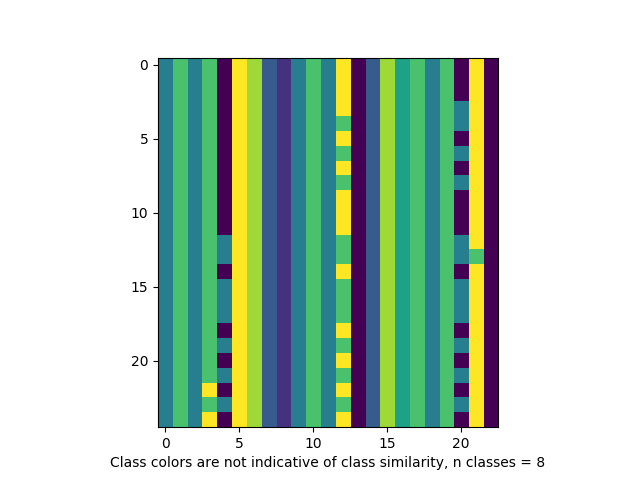 0
5
10
15
20
0 5 10 15 20
Class colors are not indicative of class similarity, n classes = 8